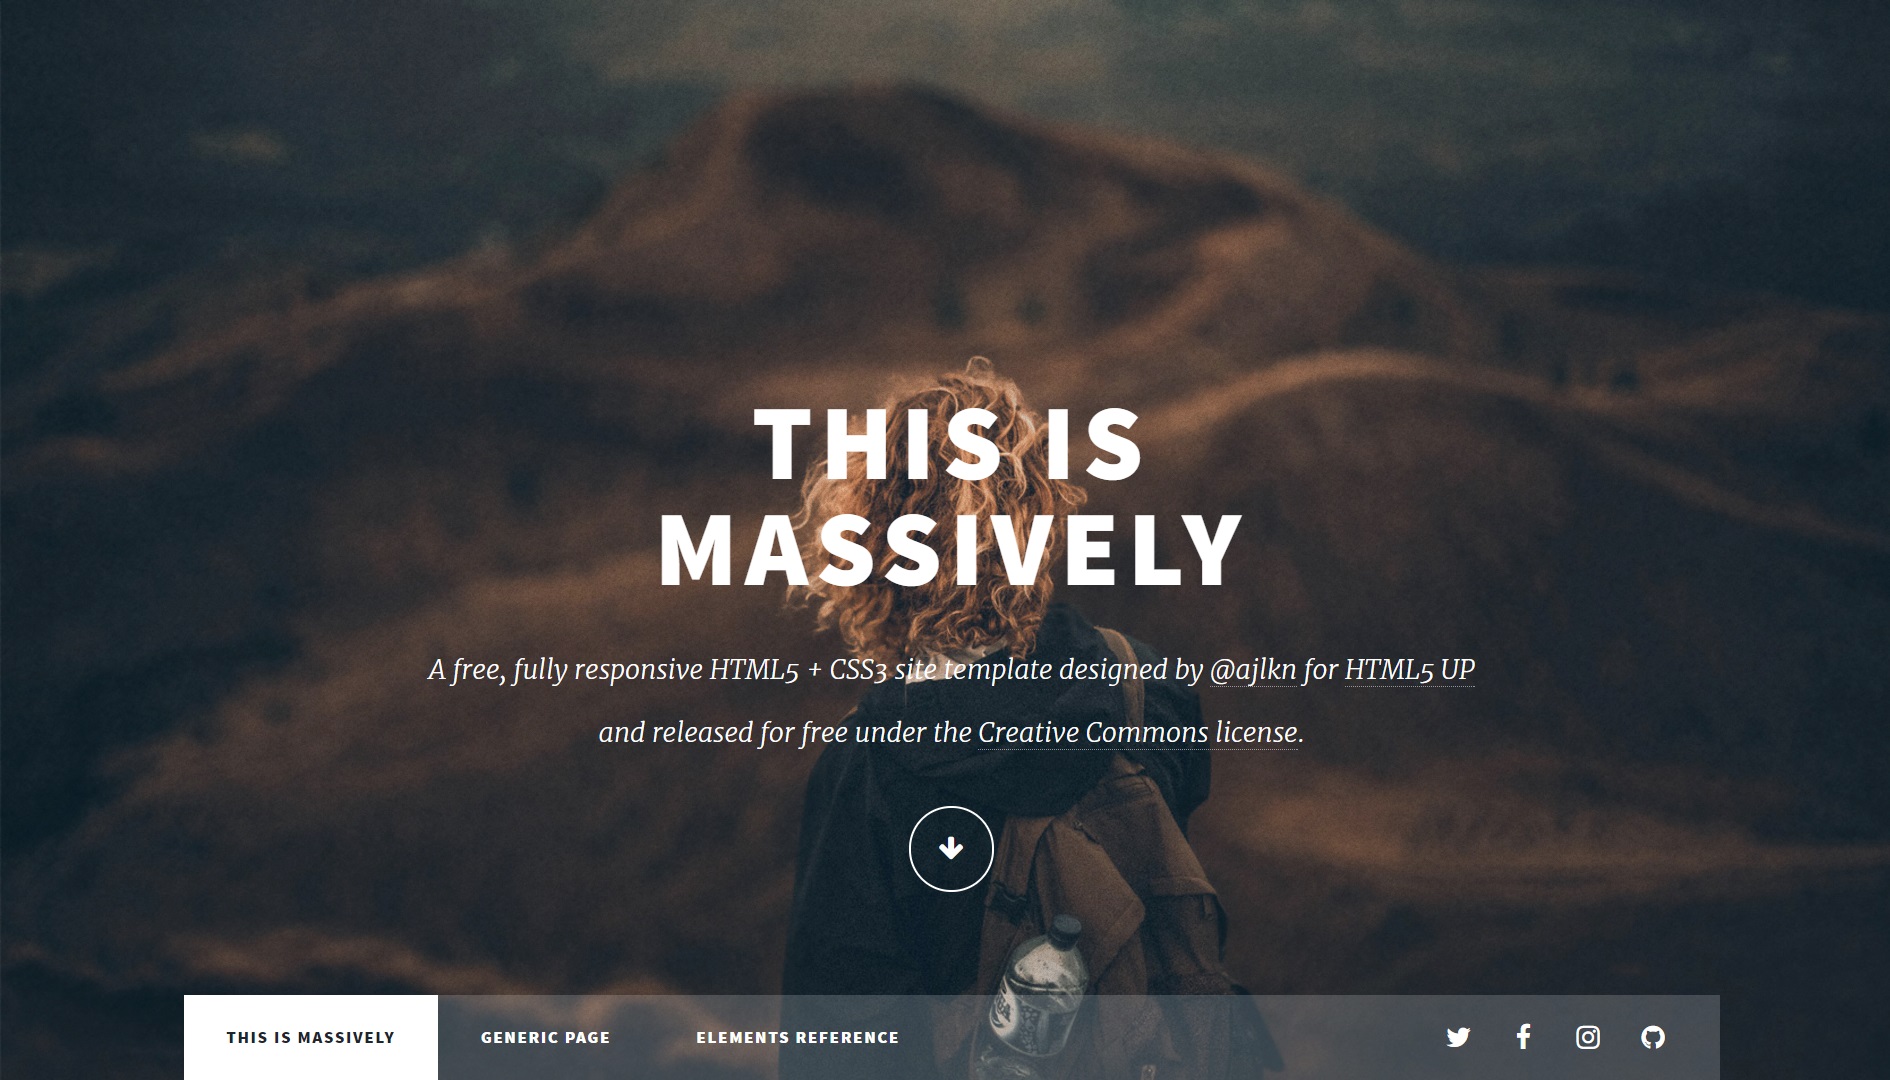 THIS IS
MASSIVELY
A free, fully responsive HTML5 + CSS3 site template designed by @ajlkn for HTML5 UP
and released for free under the Creative Commons license.
THIS IS MASSIVELY
GENERIC PAGE
ELEMENTS REFERENCE